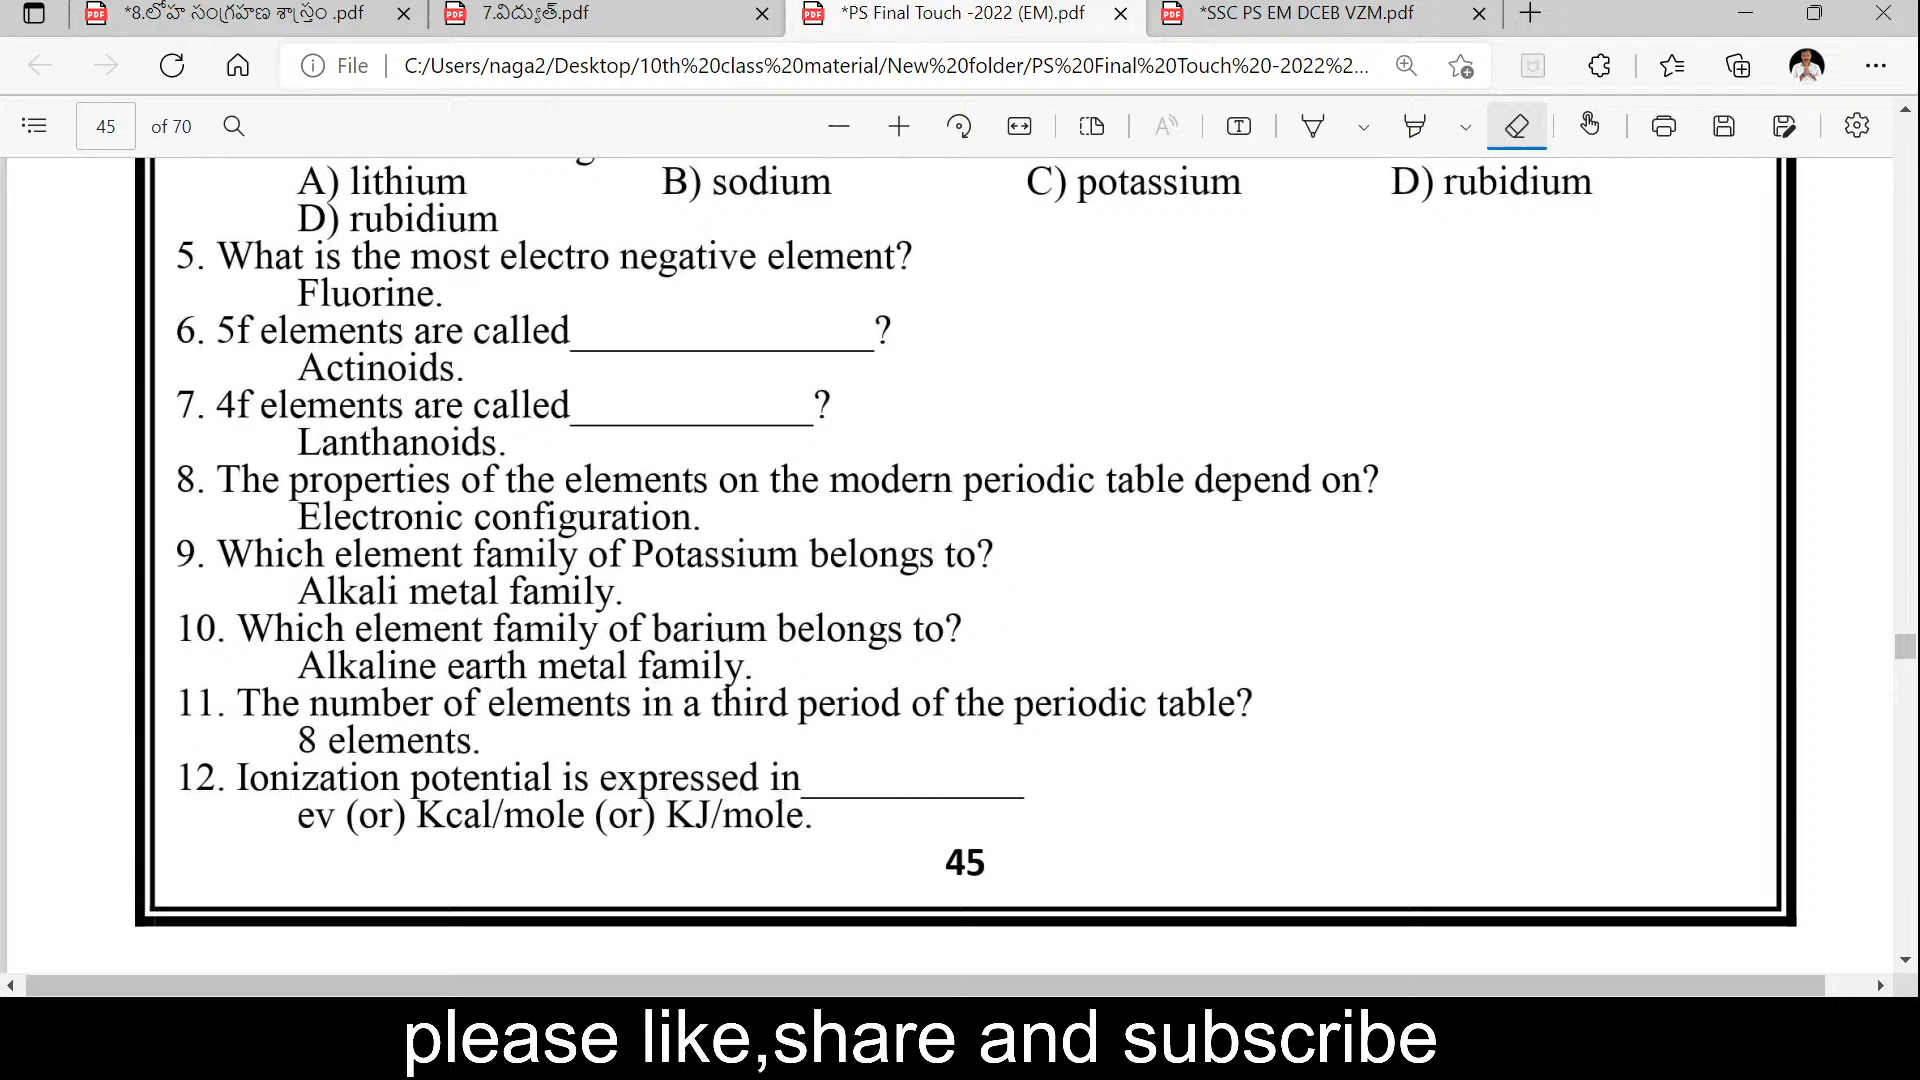 *8.లోహ సంగ్రహణ శాస్త్రం .pdf
7.విద్యుత్.pdf
*PS Final Touch -2022 (EM).pdf
*SSC PS EM DCEB VZM.pdf
File
C:/Users/naga2/Desktop/10th%20class%20material/New%20folder/PS%20Final%20Touch%20-2022%2...
45 of 70
A) lithium B) sodium C) potassium D) rubidium
D) rubidium
5. What is the most electro negative element?
Fluorine.
6. 5f elements are called_______________?
Actinoids.
7. 4f elements are called____________?
Lanthanoids.
8. The properties of the elements on the modern periodic table depend on?
Electronic configuration.
9. Which element family of Potassium belongs to?
Alkali metal family.
10. Which element family of barium belongs to?
Alkaline earth metal family.
11. The number of elements in a third period of the periodic table?
8 elements.
12. Ionization potential is expressed in___________
ev (or) Kcal/mole (or) KJ/mole.
45
please like,share and subscribe